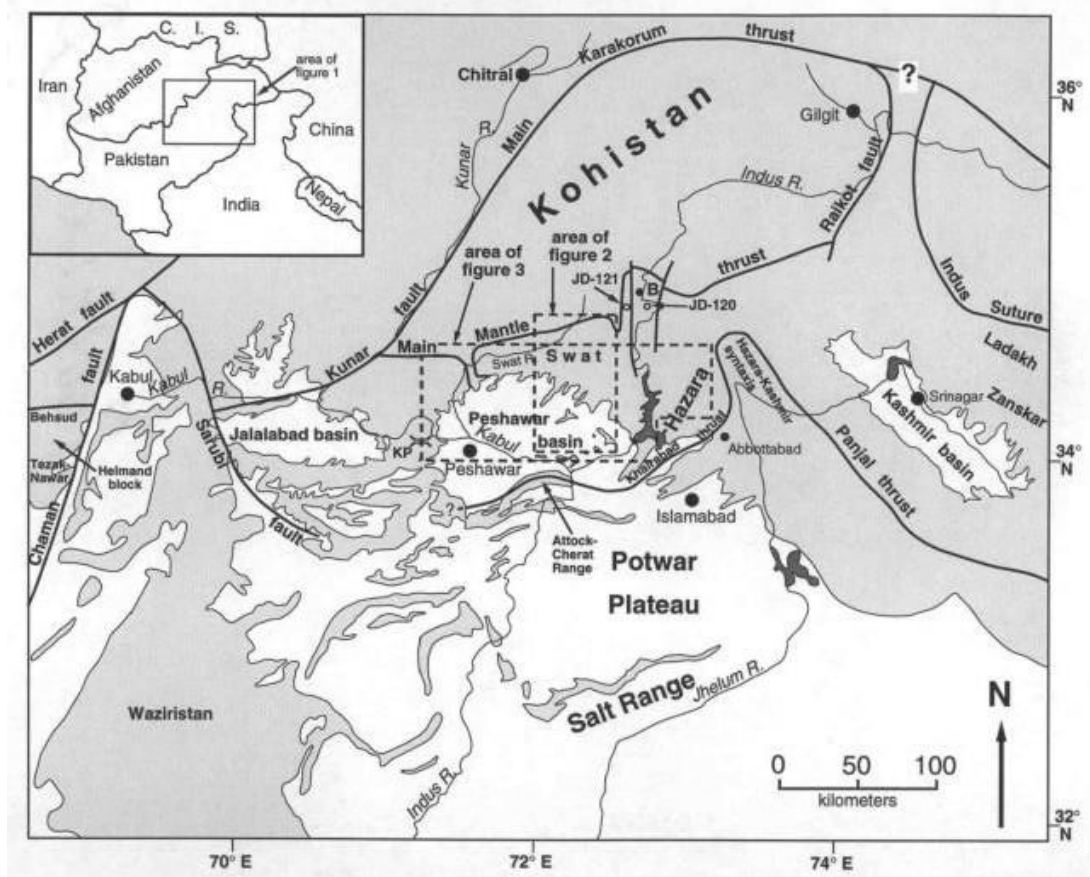 C. I. S.
area of
figure 1
Iran
Afghanistan
China
Pakistan
Nepal
India
Karakorum
thrust
?
Chitral
36°
N
Gilgit
R.
Main
Kohistan
Kunar
Indus R.
Raikot
fault
area of
figure 2
area of
figure 3
JD-121
thrust
B.
JD-120
Indus
Suture
Herat fault
fault
Mantle
Ladakh
Main
Swat
Swat R.
Kunar
fault
Hazara-Kashmir
syntaxis
Kabul
Kabul
R.
Srinagar
Zanskar
Hazara
Kashmir
basin
Behsud
Peshawar
basin
Kabul
Jalalabad basin
Sarubi
KP
Peshawar
Khairabad
thrust
Abbottabad
34°
N
Panjal
thrust
Tezak-
Nawar
Helmand
block
?
Islamabad
fault
Chaman
Attock-
Cherat
Range
Potwar
Plateau
Salt Range
Jhelum R.
N
Waziristan
0 50 100
kilometers
Indus R.
32°
N
70° E
72° E
74° E